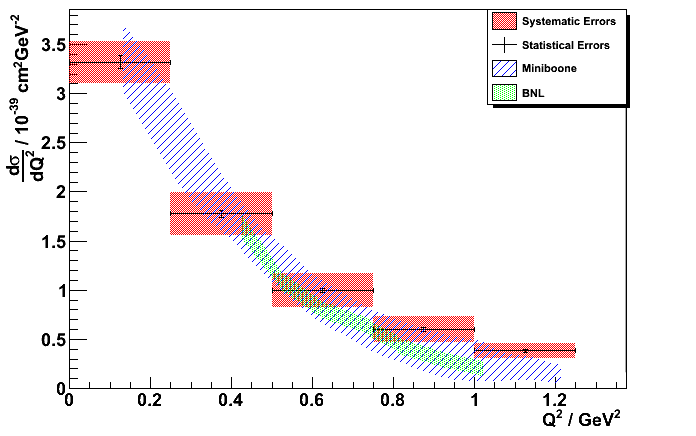 Systematic Errors
Statistical Errors
Miniboone
BNL
dσ/dQ² / 10⁻³⁹ cm²GeV⁻²
3.5
3
2.5
2
1.5
1
0.5
0
0 0.2 0.4 0.6 0.8 1 1.2
Q² / GeV²